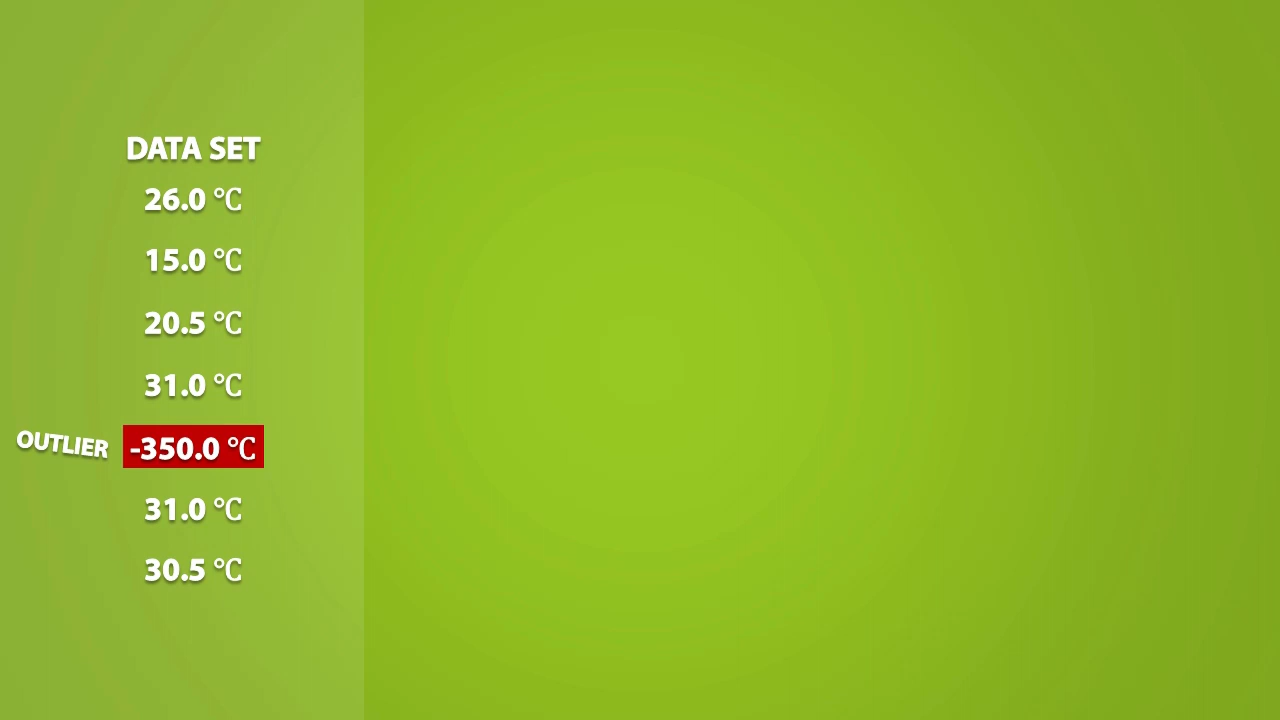 DATA SET
26.0 °C
15.0 °C
20.5 °C
31.0 °C
OUTLIER -350.0 °C
31.0 °C
30.5 °C